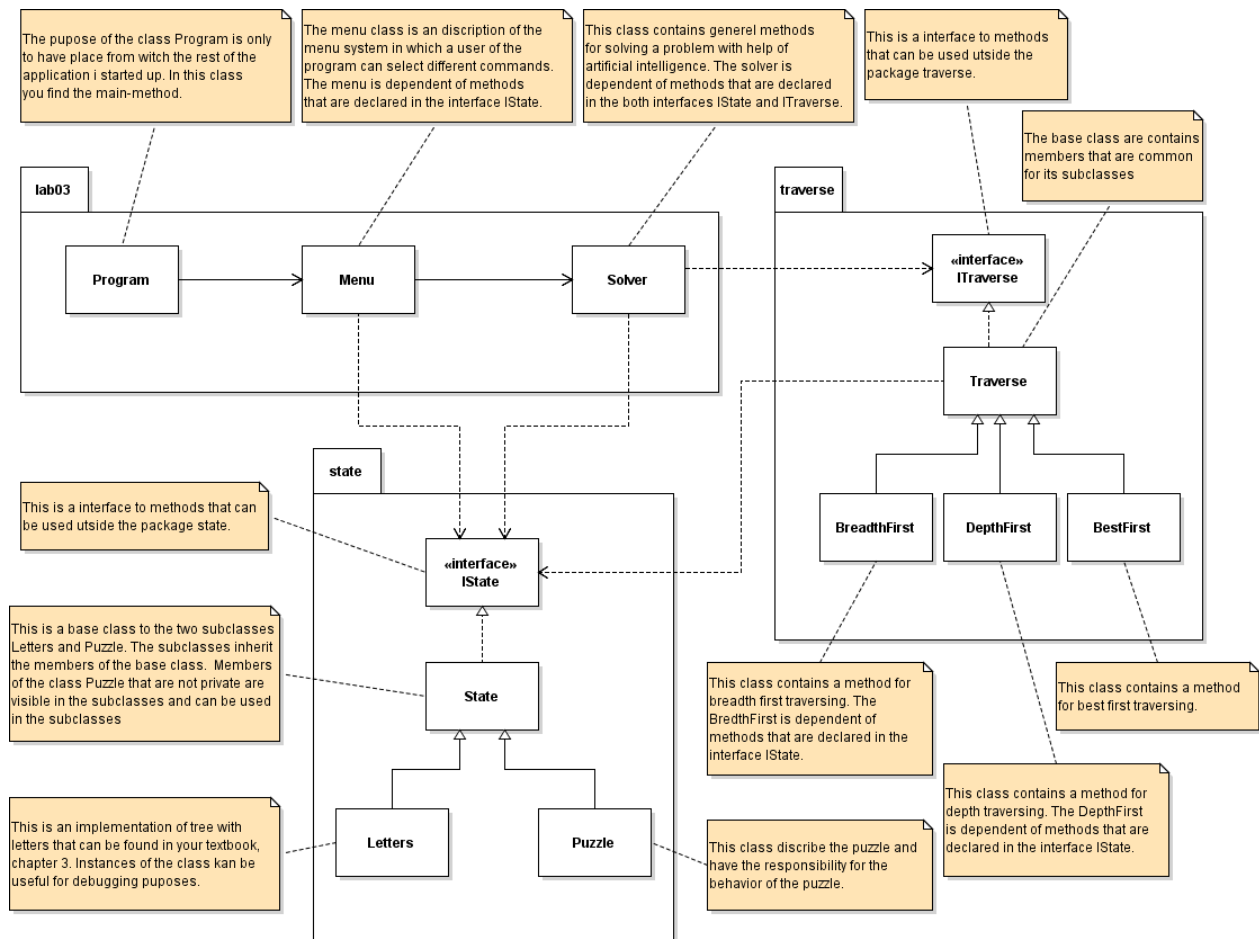 The pupose of the class Program is only
to have place from witch the rest of the
application i started up. In this class
you find the main-method.
The menu class is an discription of the
menu system in which a user of the
program can select different commands.
The menu is dependent of methods
that are declared in the interface IState.
This class contains generel methods
for solving a problem with help of
artificial intelligence. The solver is
dependent of methods that are declared
in the both interfaces IState and ITraverse.
This is a interface to methods
that can be used utside the
package traverse.
The base class are contains
members that are common
for its subclasses
lab03
Program
Menu
Solver
traverse
«interface»
ITraverse
Traverse
BreadthFirst
DepthFirst
BestFirst
state
This is a interface to methods that can
be used utside the package state.
«interface»
IState
This is a base class to the two subclasses
Letters and Puzzle. The subclasses inherit
the members of the base class.  Members
of the class Puzzle that are not private are
visible in the subclasses and can be used
in the subclasses
State
This class contains a method for
breadth first traversing. The
BredthFirst is dependent of
methods that are declared in the
interface IState.
This class contains a method
for best first traversing.
This class contains a method for
depth traversing. The DepthFirst
is dependent of methods that are
declared in the interface IState.
This is an implementation of tree with
letters that can be found in your textbook,
chapter 3. Instances of the class kan be
useful for debugging puposes.
Letters
Puzzle
This class discribe the puzzle and
have the responsibility for the
behavior of the puzzle.